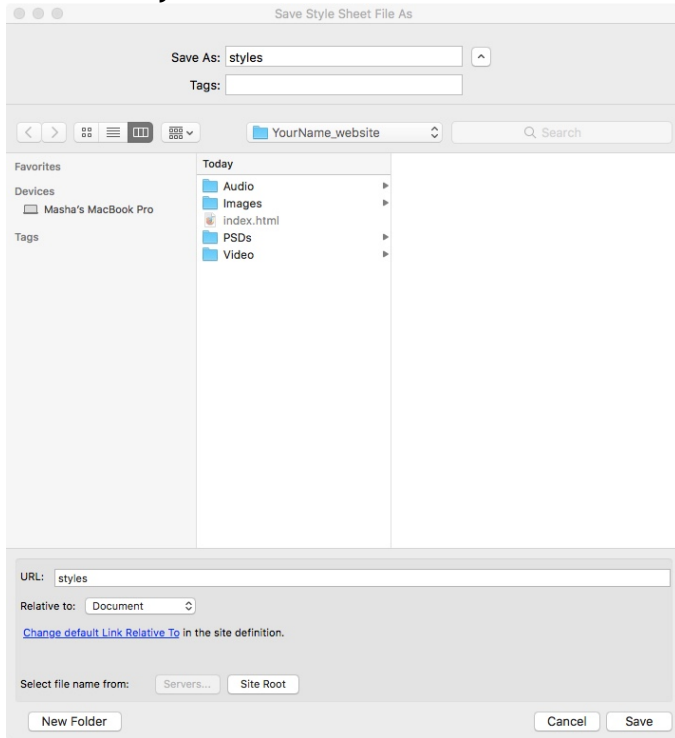 Save Style Sheet File As
Save As: styles
Tags:
YourName_website
Search
Favorites
Devices
Masha's MacBook Pro
Tags
Today
Audio
Images
index.html
PSDs
Video
URL: styles
Relative to: Document
Change default Link Relative To in the site definition.
Select file name from: Servers... Site Root
New Folder Cancel Save